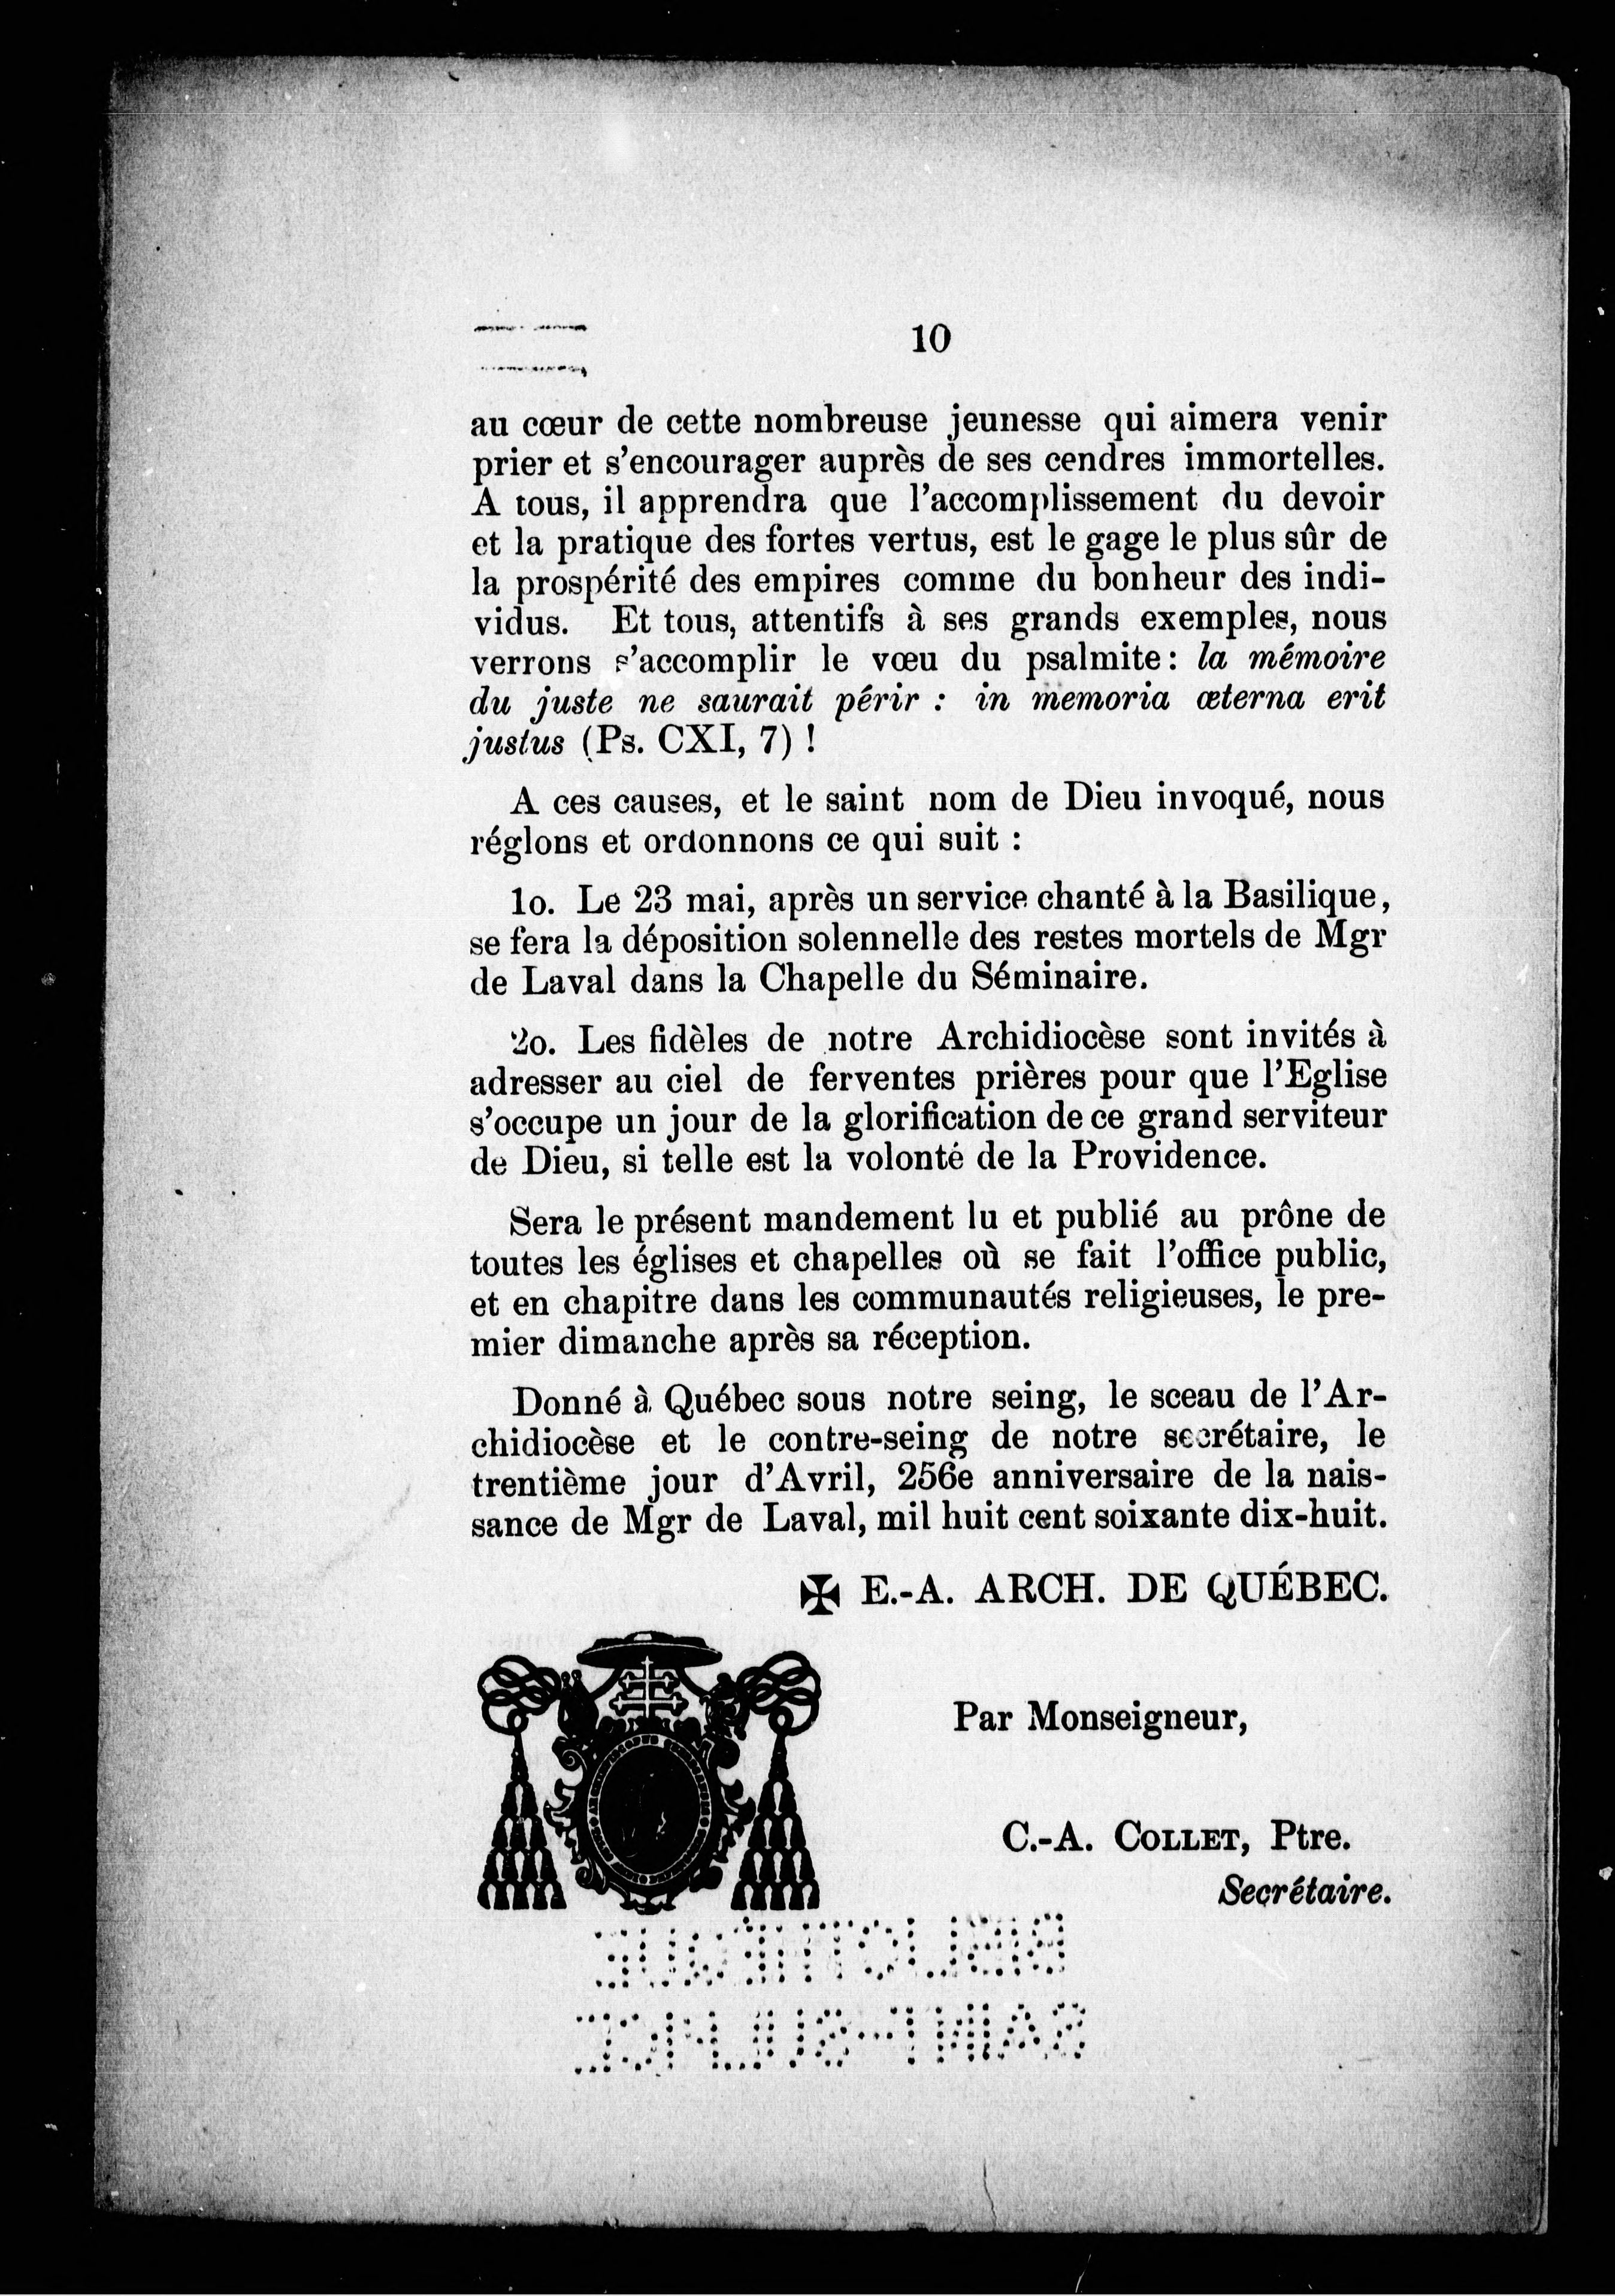 10
au cœur de cette nombreuse jeunesse qui aimera venir
prier et s'encourager auprès de ses cendres immortelles.
A tous, il apprendra que l'accomplissement du devoir
et la pratique des fortes vertus, est le gage le plus sûr de
la prospérité des empires comme du bonheur des indi-
vidus. Et tous, attentifs à ses grands exemples, nous
verrons s'accomplir le vœu du psalmite: la mémoire
du juste ne saurait périr : in memoria æterna erit
justus (Ps. CXI, 7) !
A ces causes, et le saint nom de Dieu invoqué, nous
réglons et ordonnons ce qui suit :
1o. Le 23 mai, après un service chanté à la Basilique,
se fera la déposition solennelle des restes mortels de Mgr
de Laval dans la Chapelle du Séminaire.
2o. Les fidèles de notre Archidiocèse sont invités à
adresser au ciel de ferventes prières pour que l'Eglise
s'occupe un jour de la glorification de ce grand serviteur
de Dieu, si telle est la volonté de la Providence.
Sera le présent mandement lu et publié au prône de
toutes les églises et chapelles où se fait l'office public,
et en chapitre dans les communautés religieuses, le pre-
mier dimanche après sa réception.
Donné à Québec sous notre seing, le sceau de l'Ar-
chidiocèse et le contre-seing de notre secrétaire, le
trentième jour d'Avril, 256e anniversaire de la nais-
sance de Mgr de Laval, mil huit cent soixante dix-huit.
✠ E.-A. ARCH. DE QUÉBEC.
Par Monseigneur,
C.-A. COLLET, Ptre.
Secrétaire.
BIBLIOTHÈQUE
SAINT-SULPICE